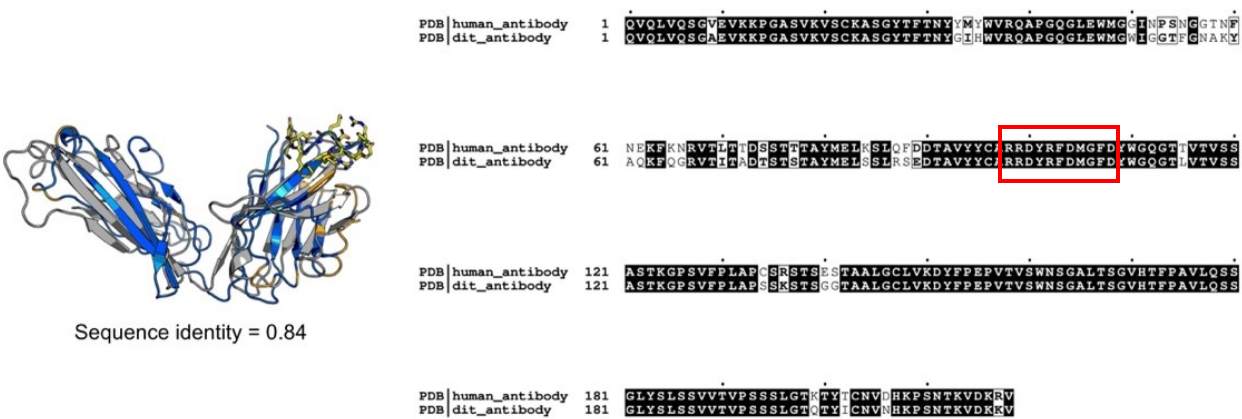 PDB|human_antibody 1 QVQLVQSGVEVKKPGASVKVSCKASGYTFTNYYMYWVRQAPGQGLEWMGGINPSNGGTNF
PDB|dit_antibody 1 QVQLVQSGAEVKKPGASVKVSCKASGYTFTNYGIHWVRQAPGQGLEWMGWIGGTFGNAKY
PDB|human_antibody 61 NEKFKNRVTLTTDSSTTTAYMELKSLQFDDTAVYYCARRDYRFDMGFDYWGQGTTVTVSS
PDB|dit_antibody 61 AQKFQGRVTITADTSTSTAYMELSSLRSEDTAVYYCARRDYRFDMGFDYWGQGTLVTVSS
PDB|human_antibody 121 ASTKGPSVFPLAPCSRSTSESTAALGCLVKDYFPEPVTVSWNSGALTSGVHTFPAVLQSS
PDB|dit_antibody 121 ASTKGPSVFPLAPSSKSTSGGTAALGCLVKDYFPEPVTVSWNSGALTSGVHTFPAVLQSS
Sequence identity = 0.84
PDB|human_antibody 181 GLYSLSSVVTVPSSSLGTKTYTCNVDHKPSNTKVDKRV
PDB|dit_antibody 181 GLYSLSSVVTVPSSSLGTQTYICNVNHKPSNTKVDKKV